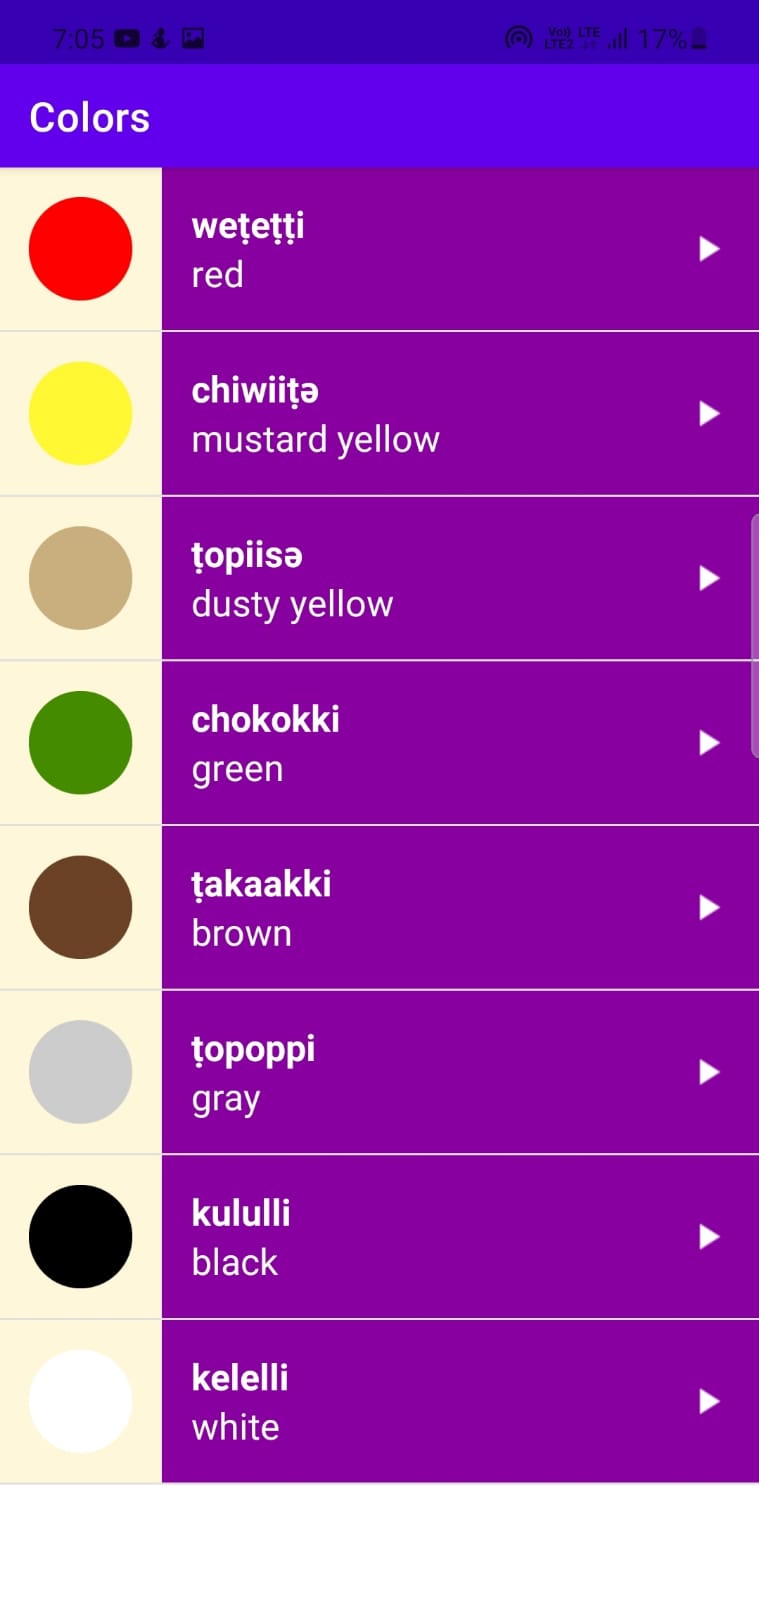 7:05 Vo)) LTE LTE2 17%
Colors
weṭeṭṭi
red
chiwiiṭə
mustard yellow
ṭopiisə
dusty yellow
chokokki
green
ṭakaakki
brown
ṭopoppi
gray
kululli
black
kelelli
white